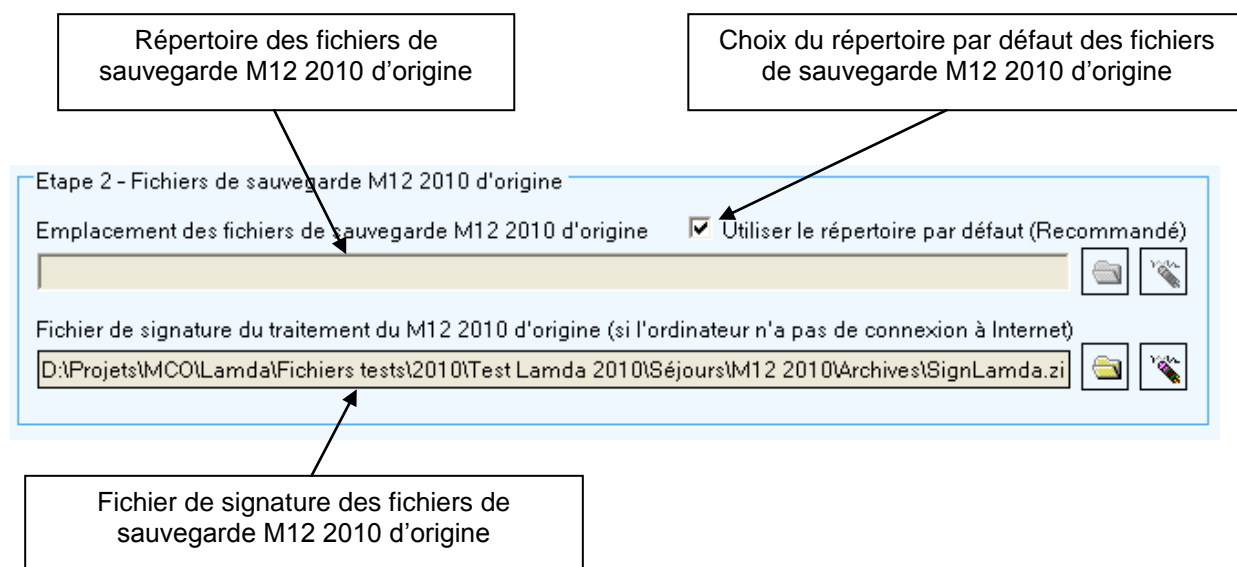 Répertoire des fichiers de
sauvegarde M12 2010 d’origine
Choix du répertoire par défaut des fichiers
de sauvegarde M12 2010 d’origine
Etape 2 - Fichiers de sauvegarde M12 2010 d'origine
Emplacement des fichiers de sauvegarde M12 2010 d'origine
Utiliser le répertoire par défaut (Recommandé)
Fichier de signature du traitement du M12 2010 d'origine (si l'ordinateur n'a pas de connexion à Internet)
D:\Projets\MCO\Lamda\Fichiers tests\2010\Test Lamda 2010\Séjours\M12 2010\Archives\SignLamda.zi
Fichier de signature des fichiers de
sauvegarde M12 2010 d’origine